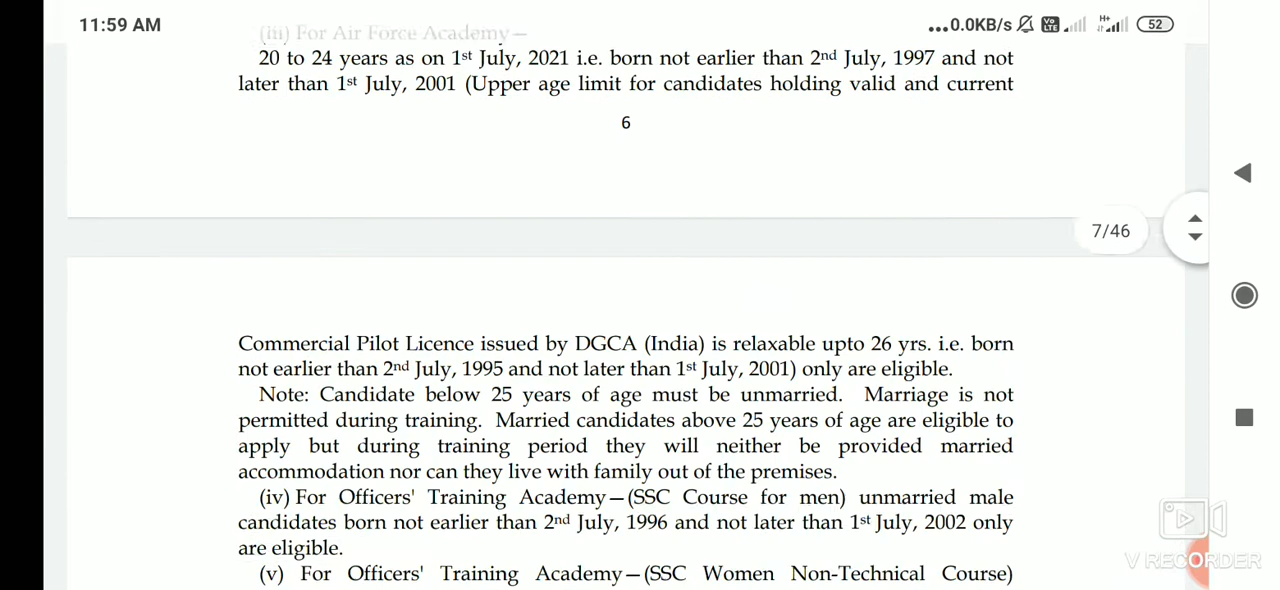 11:59 AM
...0.0KB/s Vo LTE H+ 52
(iii) For Air Force Academy—
20 to 24 years as on 1st July, 2021 i.e. born not earlier than 2nd July, 1997 and not
later than 1st July, 2001 (Upper age limit for candidates holding valid and current
6
7/46
Commercial Pilot Licence issued by DGCA (India) is relaxable upto 26 yrs. i.e. born
not earlier than 2nd July, 1995 and not later than 1st July, 2001) only are eligible.
Note: Candidate below 25 years of age must be unmarried. Marriage is not
permitted during training. Married candidates above 25 years of age are eligible to
apply but during training period they will neither be provided married
accommodation nor can they live with family out of the premises.
(iv) For Officers' Training Academy—(SSC Course for men) unmarried male
candidates born not earlier than 2nd July, 1996 and not later than 1st July, 2002 only
are eligible.
(v) For Officers' Training Academy—(SSC Women Non-Technical Course)
V RECORDER